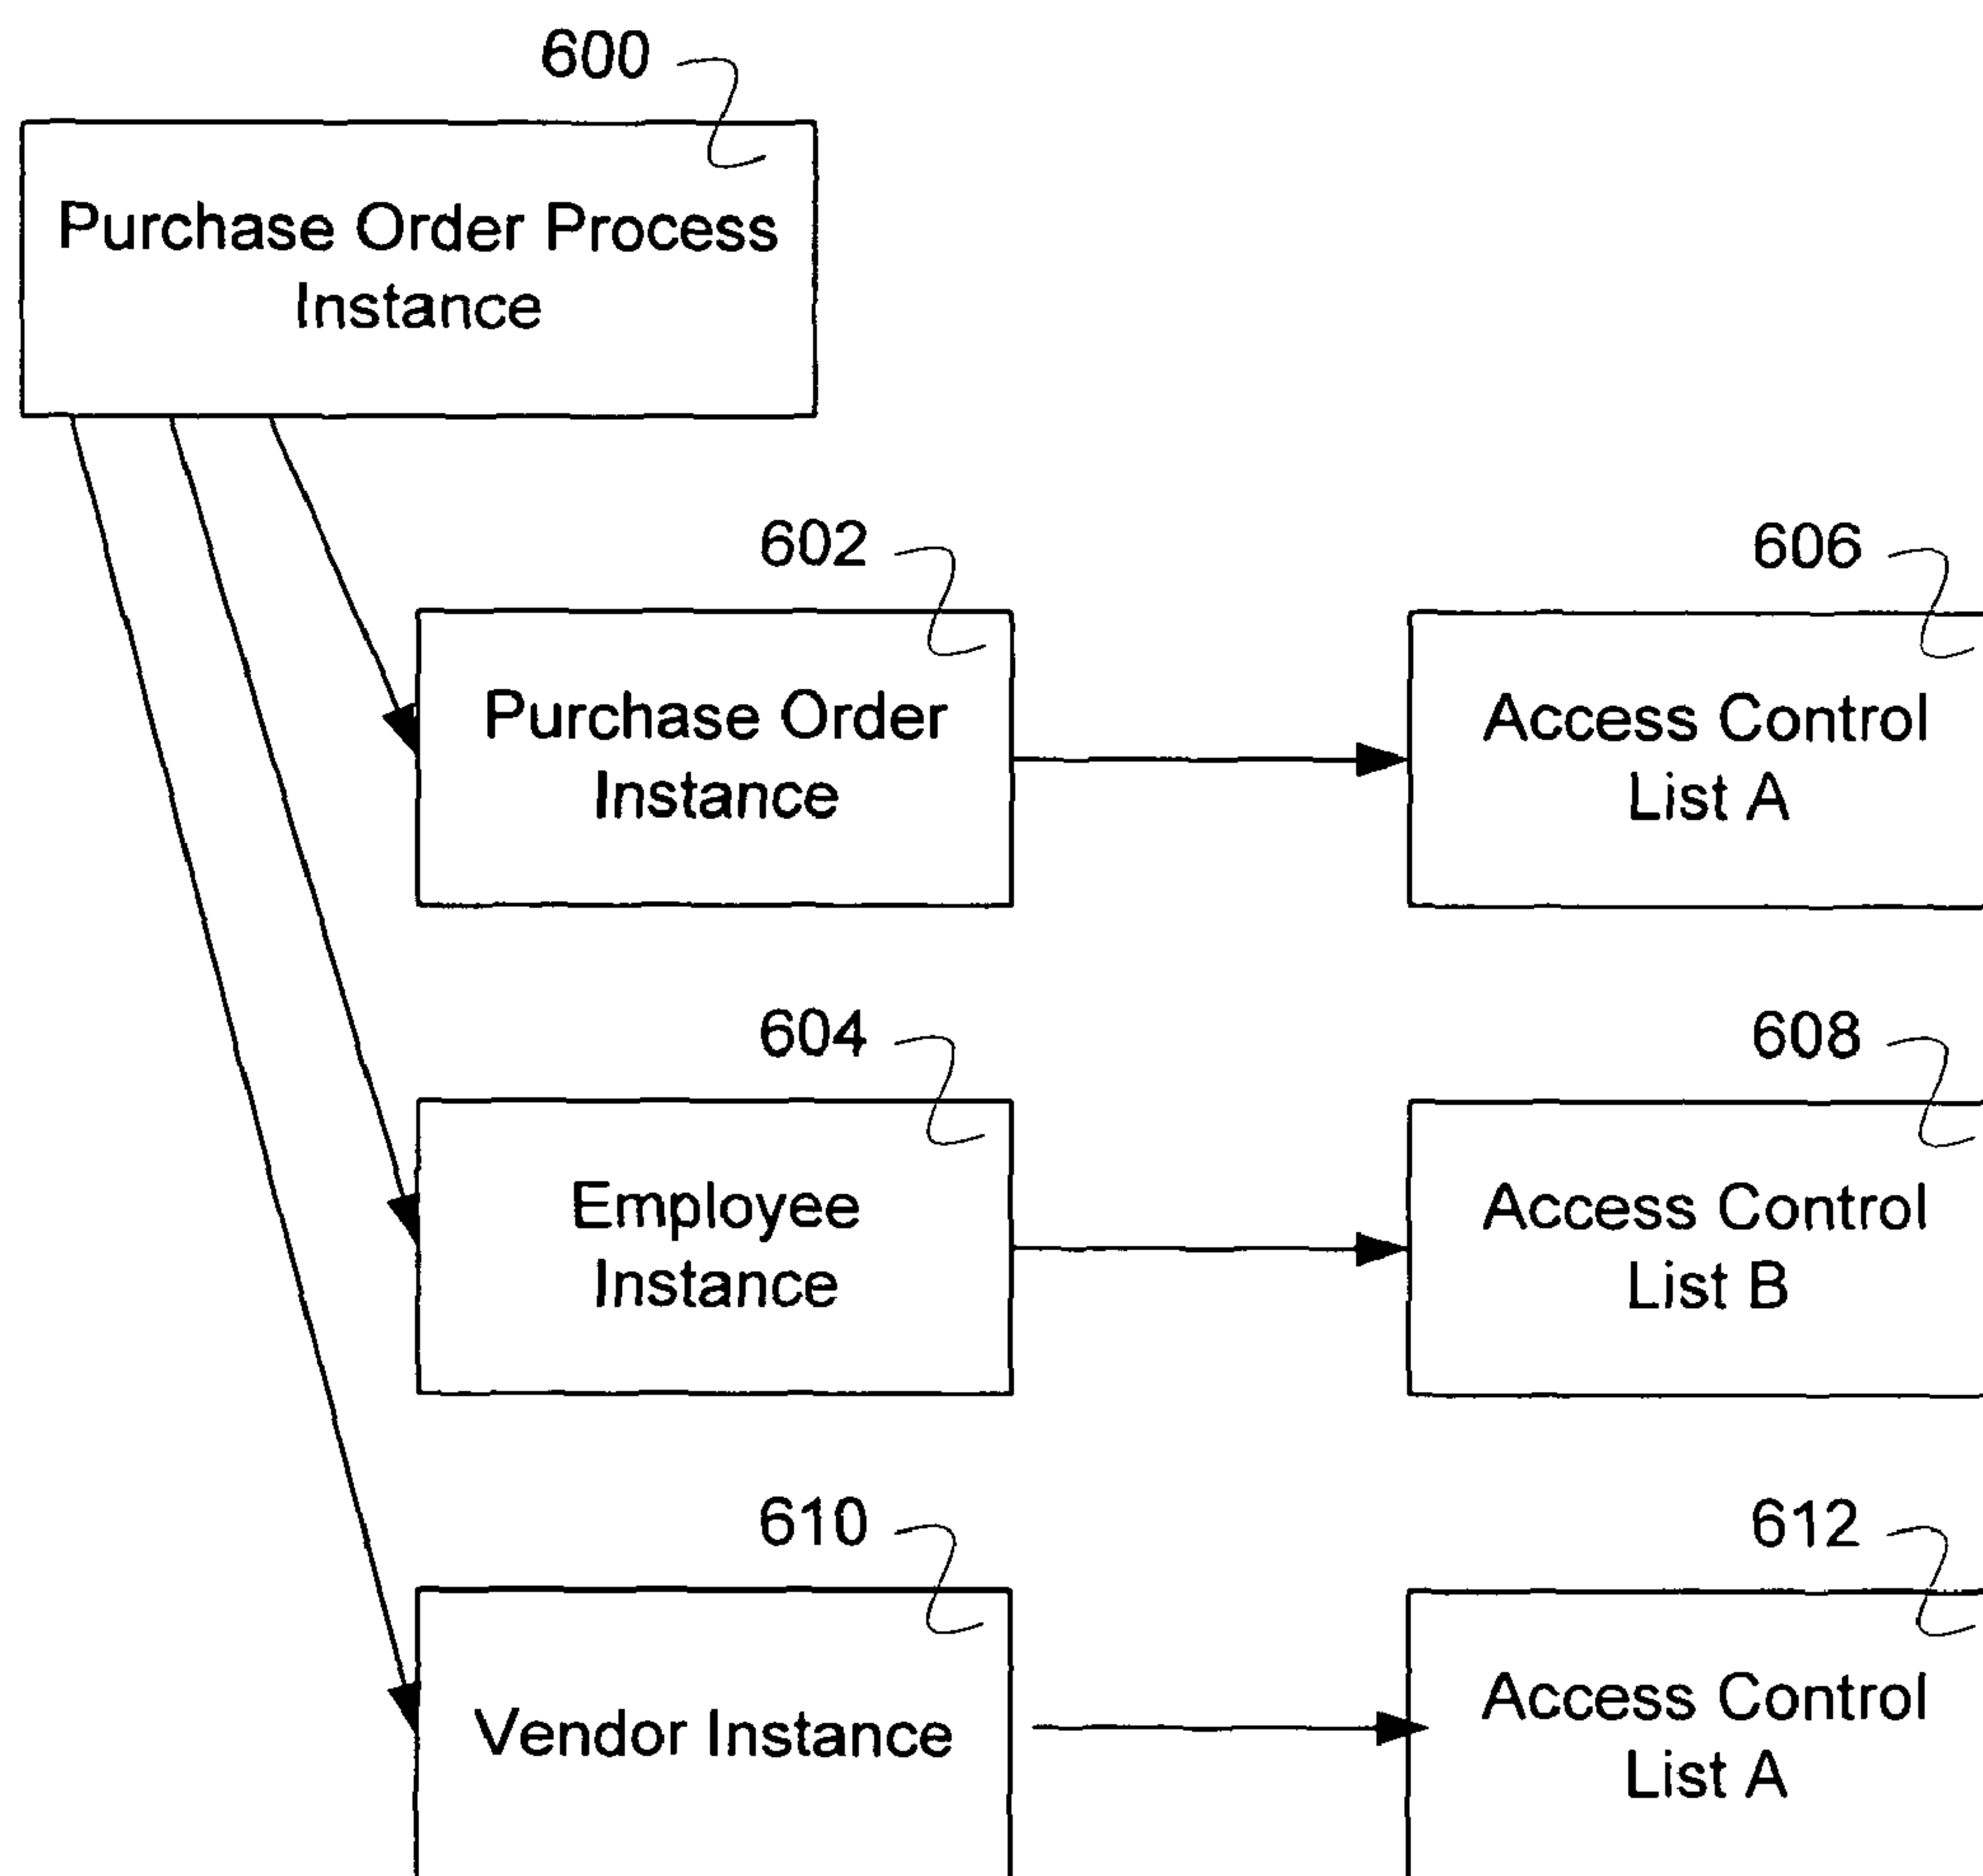 600
Purchase Order Process
Instance
602
606
Purchase Order
Instance
Access Control
List A
604
608
Employee
Instance
Access Control
List B
610
612
Vendor Instance
Access Control
List A